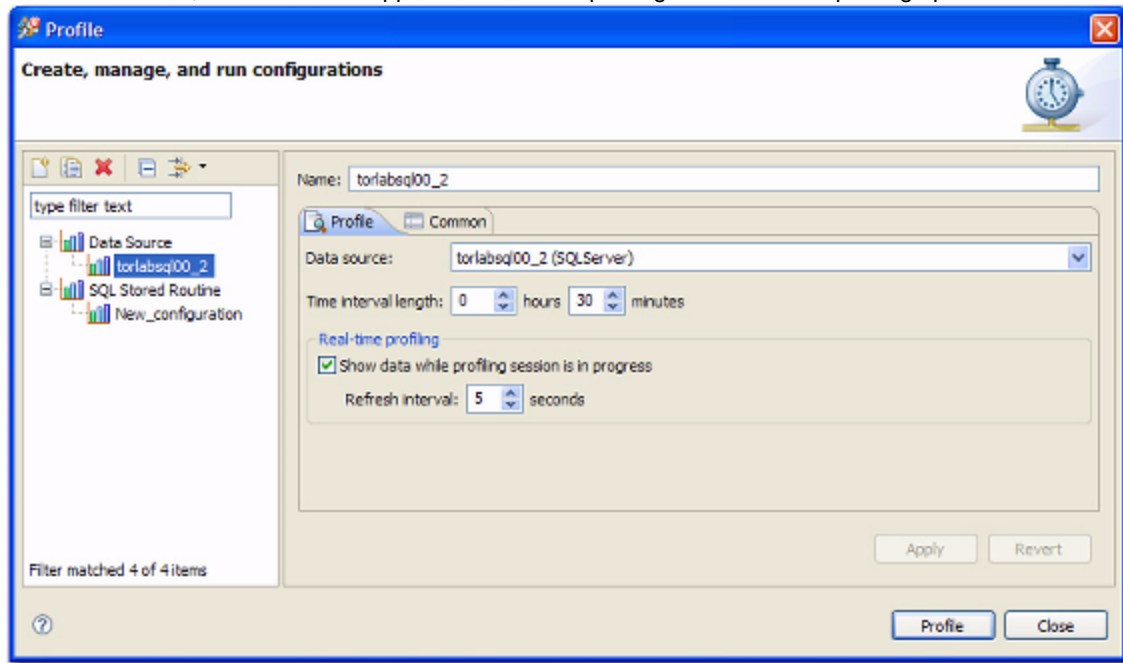 Profile
Create, manage, and run configurations
type filter text
Data Source
torlabsql00_2
SQL Stored Routine
New_configuration
Filter matched 4 of 4 items
Name: torlabsql00_2
Profile Common
Data source: torlabsql00_2 (SQLServer)
Time interval length: 0 hours 30 minutes
Real-time profiling
Show data while profiling session is in progress
Refresh interval: 5 seconds
Apply Revert
Profile Close